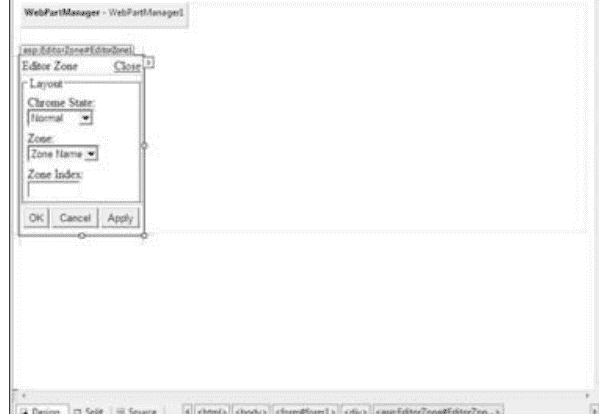 WebPartManager - WebPartManager1
asp:EditorZone#EditorZone1
Editor Zone Close
Layout
Chrome State:
Normal
Zone:
Zone Name
Zone Index:
OK Cancel Apply
Design Split Source <html> <body> <form#form1> <div> <asp:EditorZone#EditorZon...>